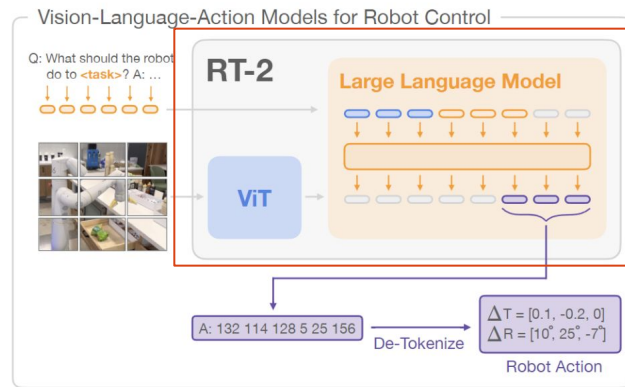 Vision-Language-Action Models for Robot Control
Q: What should the robot
do to <task>? A: …
RT-2
Large Language Model
ViT
A: 132 114 128 5 25 156
De-Tokenize
Δ T = [0.1, -0.2, 0]
Δ R = [10°, 25°, -7°]
Robot Action